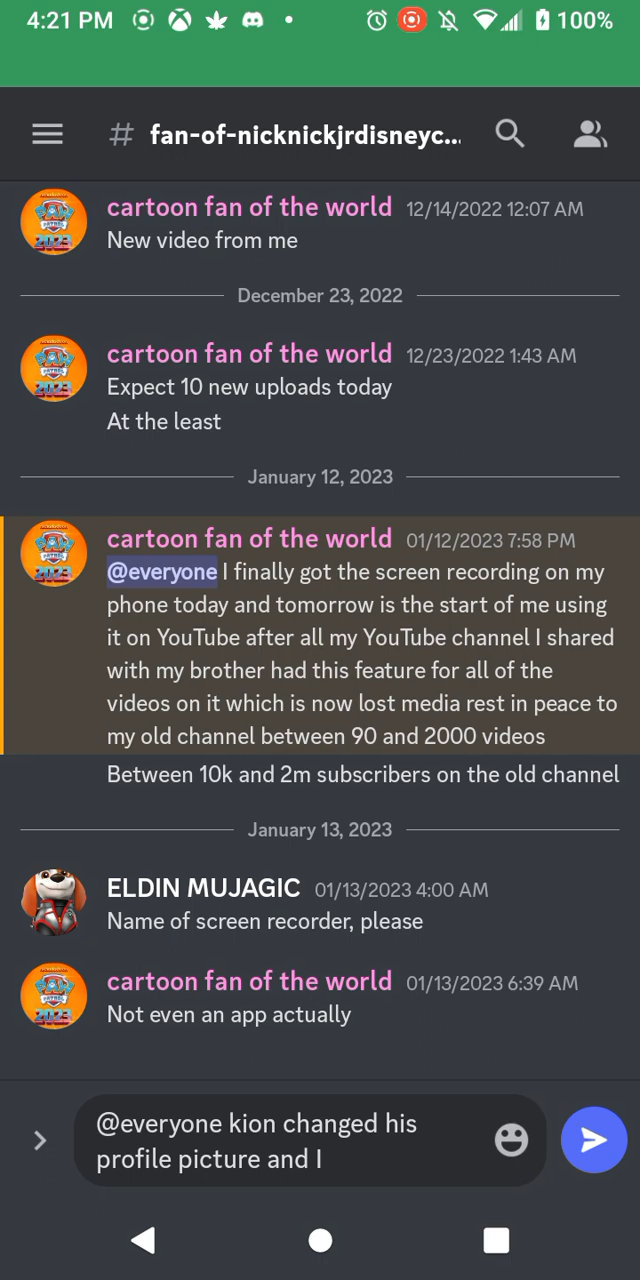 4:21 PM 100%
# fan-of-nicknickjrdisneyc...
cartoon fan of the world 12/14/2022 12:07 AM
New video from me
December 23, 2022
cartoon fan of the world 12/23/2022 1:43 AM
Expect 10 new uploads today
At the least
January 12, 2023
cartoon fan of the world 01/12/2023 7:58 PM
@everyone I finally got the screen recording on my
phone today and tomorrow is the start of me using
it on YouTube after all my YouTube channel I shared
with my brother had this feature for all of the
videos on it which is now lost media rest in peace to
my old channel between 90 and 2000 videos
Between 10k and 2m subscribers on the old channel
January 13, 2023
ELDIN MUJAGIC 01/13/2023 4:00 AM
Name of screen recorder, please
cartoon fan of the world 01/13/2023 6:39 AM
Not even an app actually
@everyone kion changed his
profile picture and I